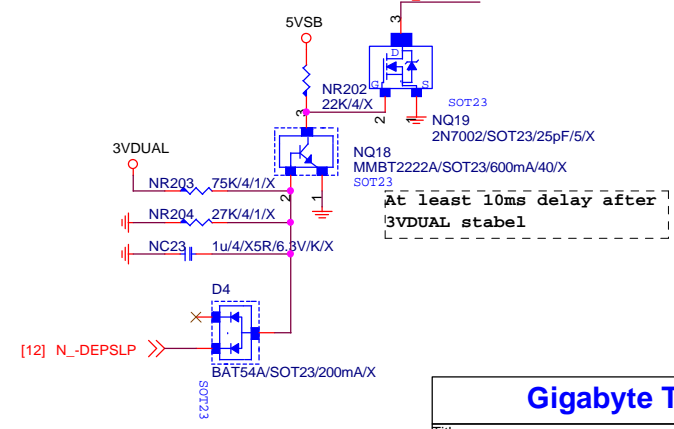 5VSB
3
D
NR202
22K/4/X
G
S
SOT23
3
2
1
NQ19
2N7002/SOT23/25pF/5/X
3VDUAL
NQ18
MMBT2222A/SOT23/600mA/40/X
SOT23
NR203
75K/4/1/X
2
1
At least 10ms delay after
3VDUAL stabel
NR204
27K/4/1/X
NC23
1u/4/X5R/6.3V/K/X
D4
[12] N_-DEPSLP
BAT54A/SOT23/200mA/X
SOT23
Gigabyte T